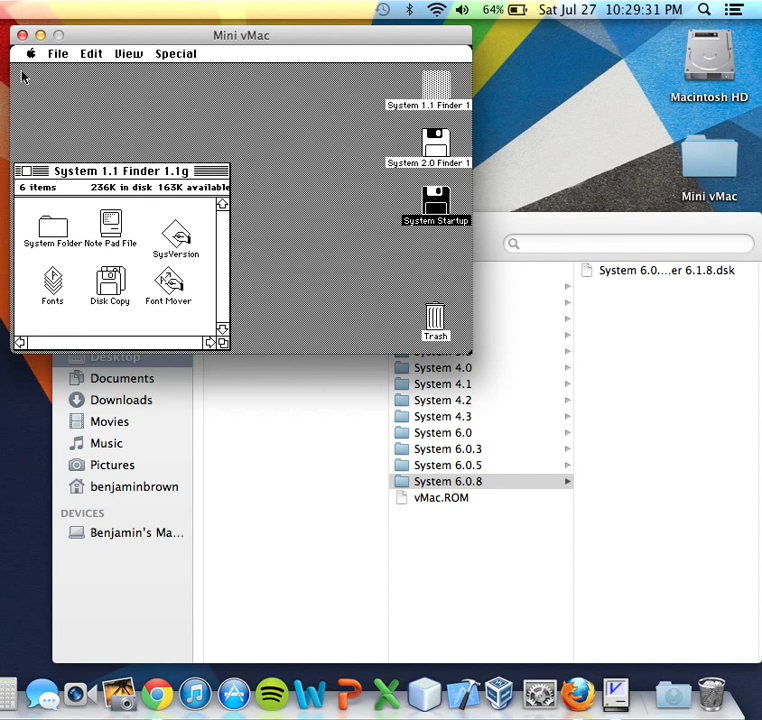 64% Sat Jul 27 10:29:31 PM
Mini vMac
File Edit View Special
Macintosh HD
Mini vMac
System 1.1 Finder 1
System 2.0 Finder 1
System Startup
Trash
System 1.1 Finder 1.1g
6 items 236K in disk 163K available
System Folder Note Pad File
SysVersion
Fonts Disk Copy Font Mover
System 6.0....er 6.1.8.dsk
Desktop
Documents
Downloads
Movies
Music
Pictures
benjaminbrown
DEVICES
Benjamin's Ma...
System 4.0
System 4.1
System 4.2
System 4.3
System 6.0
System 6.0.3
System 6.0.5
System 6.0.8
vMac.ROM